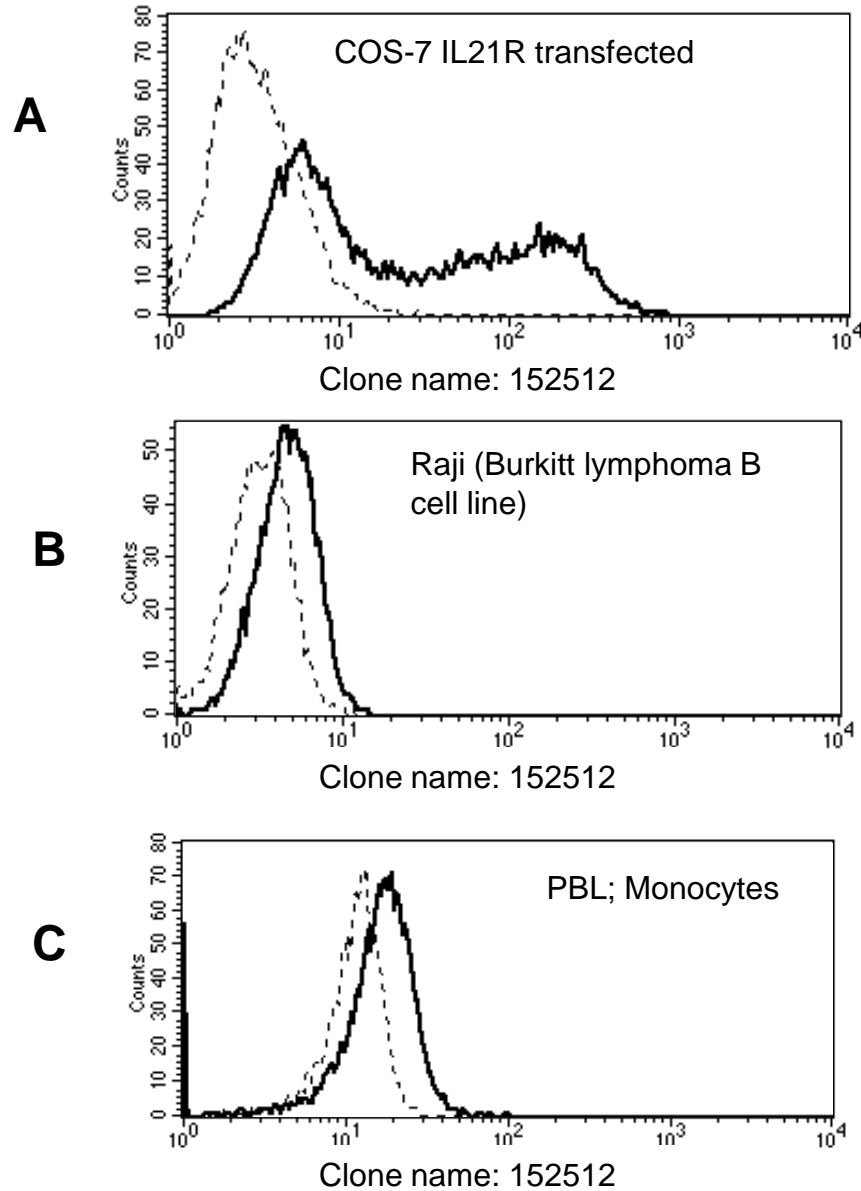 A
COS-7 IL21R transfected
Counts
80
70
60
50
40
30
20
10
0
10^0 10^1 10^2 10^3 10^4
Clone name: 152512
B
Raji (Burkitt lymphoma B
cell line)
Counts
50
40
30
20
10
0
10^0 10^1 10^2 10^3 10^4
Clone name: 152512
C
PBL; Monocytes
Counts
80
70
60
50
40
30
20
10
0
10^0 10^1 10^2 10^3 10^4
Clone name: 152512